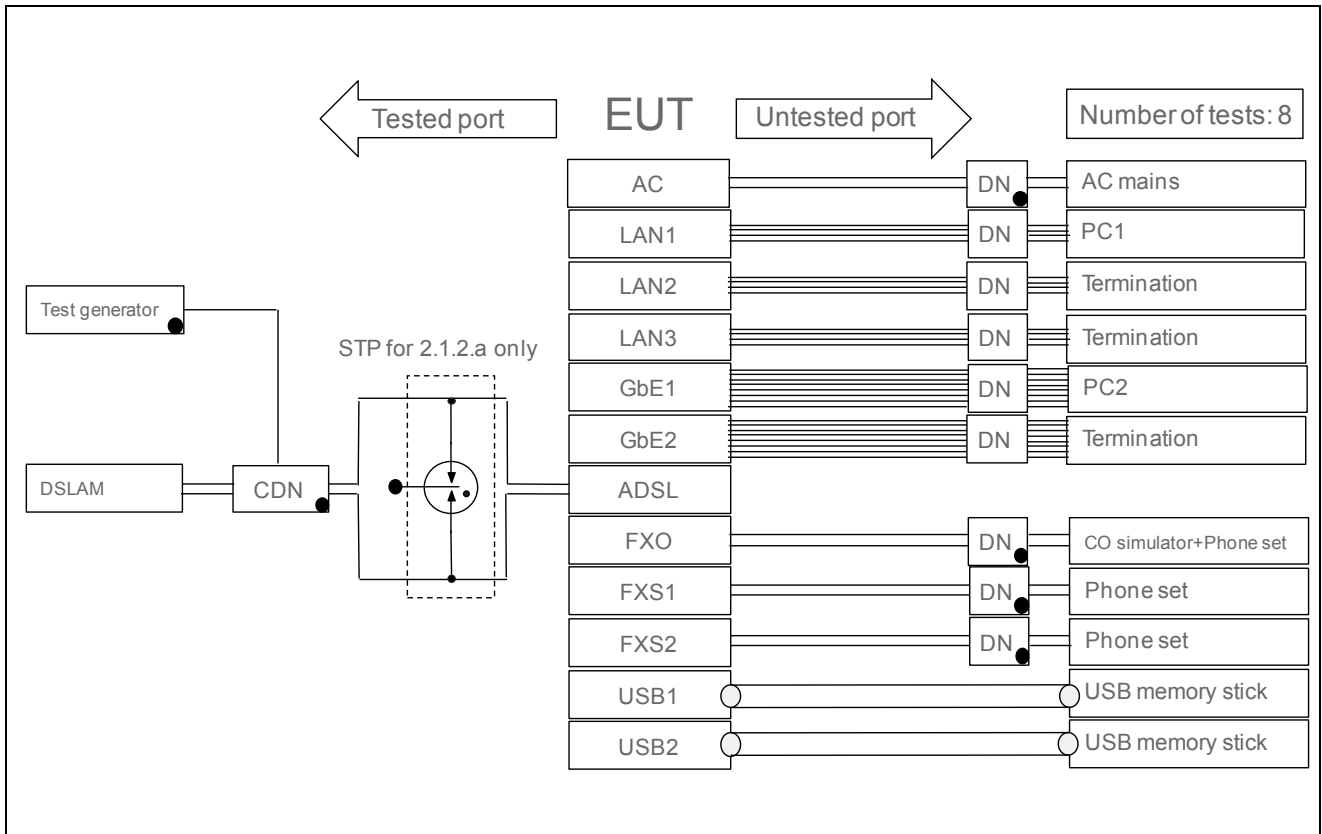 Tested port
EUT
Untested port
Number of tests: 8
AC
DN
AC mains
LAN1
DN
PC1
LAN2
DN
Termination
Test generator
LAN3
DN
Termination
STP for 2.1.2.a only
GbE1
DN
PC2
GbE2
DN
Termination
DSLAM
CDN
ADSL
FXO
DN
CO simulator+Phone set
FXS1
DN
Phone set
FXS2
DN
Phone set
USB1
USB memory stick
USB2
USB memory stick